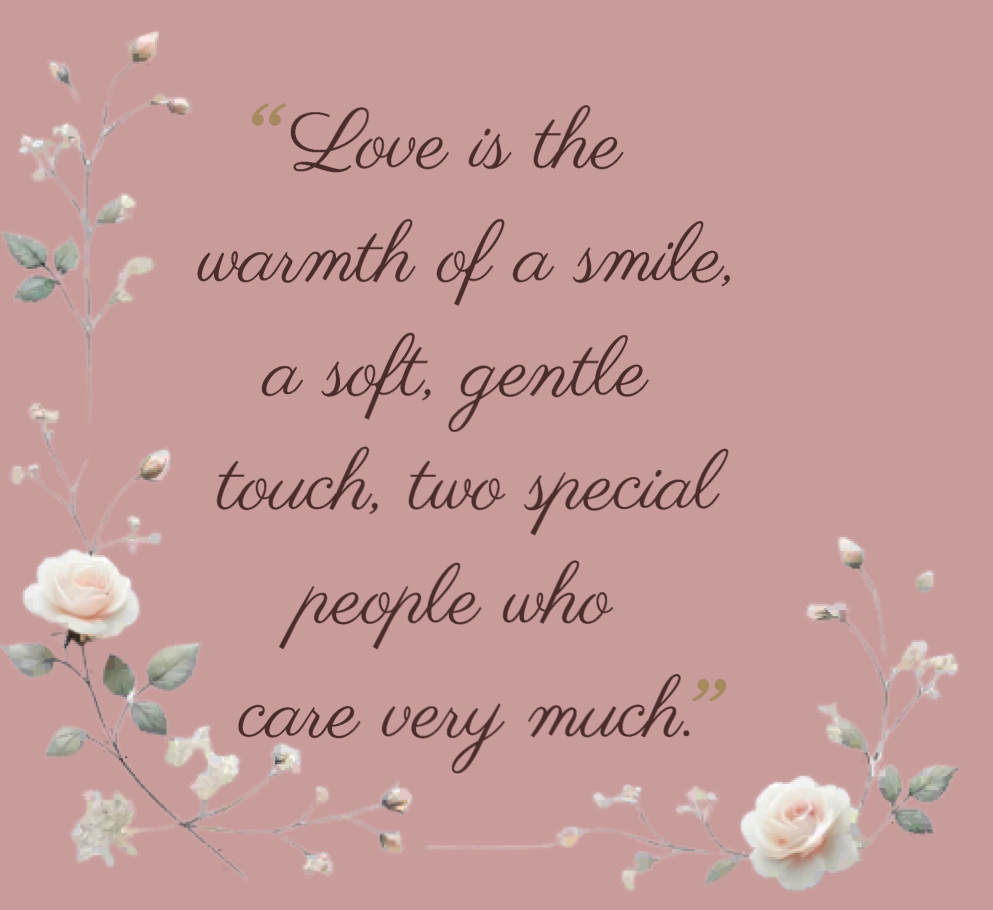 “Love is the
warmth of a smile,
a soft, gentle
touch, two special
people who
care very much.”